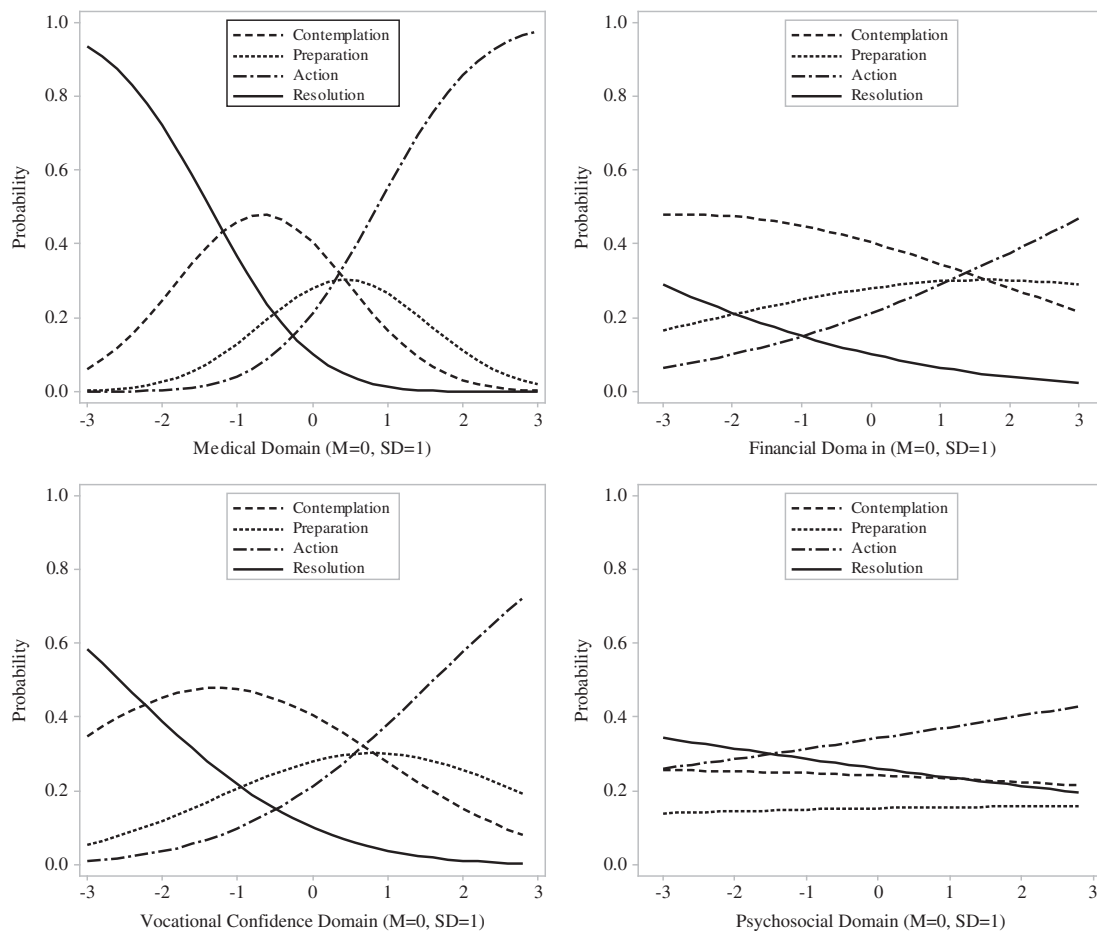 1.0
0.8
0.6
0.4
0.2
0.0
Probability
Contemplation
Preparation
Action
Resolution
-3 -2 -1 0 1 2 3
Medical Domain (M=0, SD=1)
1.0
0.8
0.6
0.4
0.2
0.0
Probability
Contemplation
Preparation
Action
Resolution
-3 -2 -1 0 1 2 3
Financial Doma in (M=0, SD=1)
1.0
0.8
0.6
0.4
0.2
0.0
Probability
Contemplation
Preparation
Action
Resolution
-3 -2 -1 0 1 2 3
Vocational Confidence Domain (M=0, SD=1)
1.0
0.8
0.6
0.4
0.2
0.0
Probability
Contemplation
Preparation
Action
Resolution
-3 -2 -1 0 1 2 3
Psychosocial Domain (M=0, SD=1)